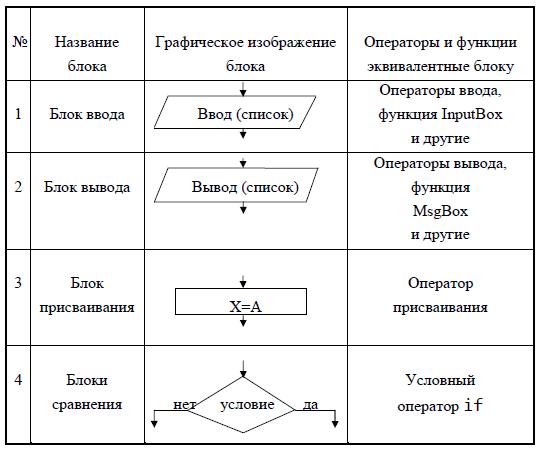 №
Название
блока
Графическое изображение
блока
Операторы и функции
эквивалентные блоку
1
Блок ввода
Ввод (список)
Операторы ввода,
функция InputBox
и другие
2
Блок вывода
Вывод (список)
Операторы вывода,
функция
MsgBox
и другие
3
Блок
присваивания
X=A
Оператор
присваивания
4
Блоки
сравнения
нет условие да
Условный
оператор if